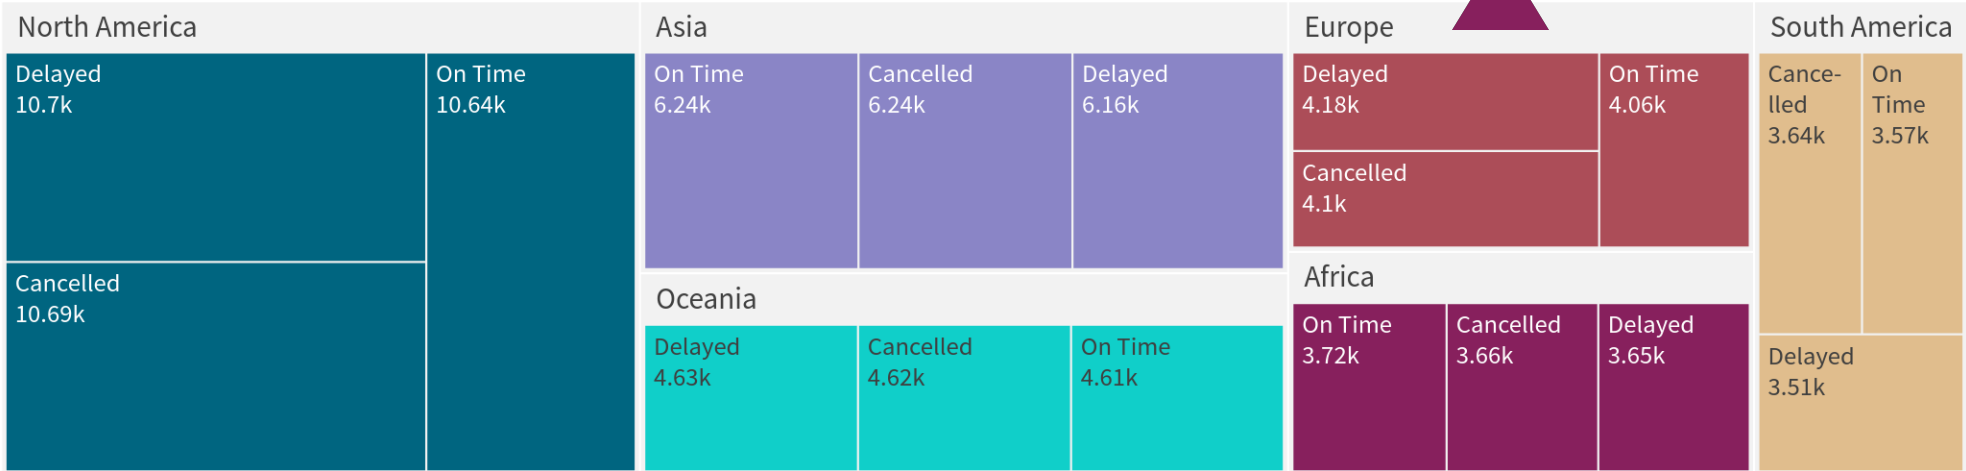 North America
Delayed
10.7k
On Time
10.64k
Cancelled
10.69k
Asia
On Time
6.24k
Cancelled
6.24k
Delayed
6.16k
Oceania
Delayed
4.63k
Cancelled
4.62k
On Time
4.61k
Europe
Delayed
4.18k
On Time
4.06k
Cancelled
4.1k
Africa
On Time
3.72k
Cancelled
3.66k
Delayed
3.65k
South America
Cance-
lled
3.64k
On
Time
3.57k
Delayed
3.51k